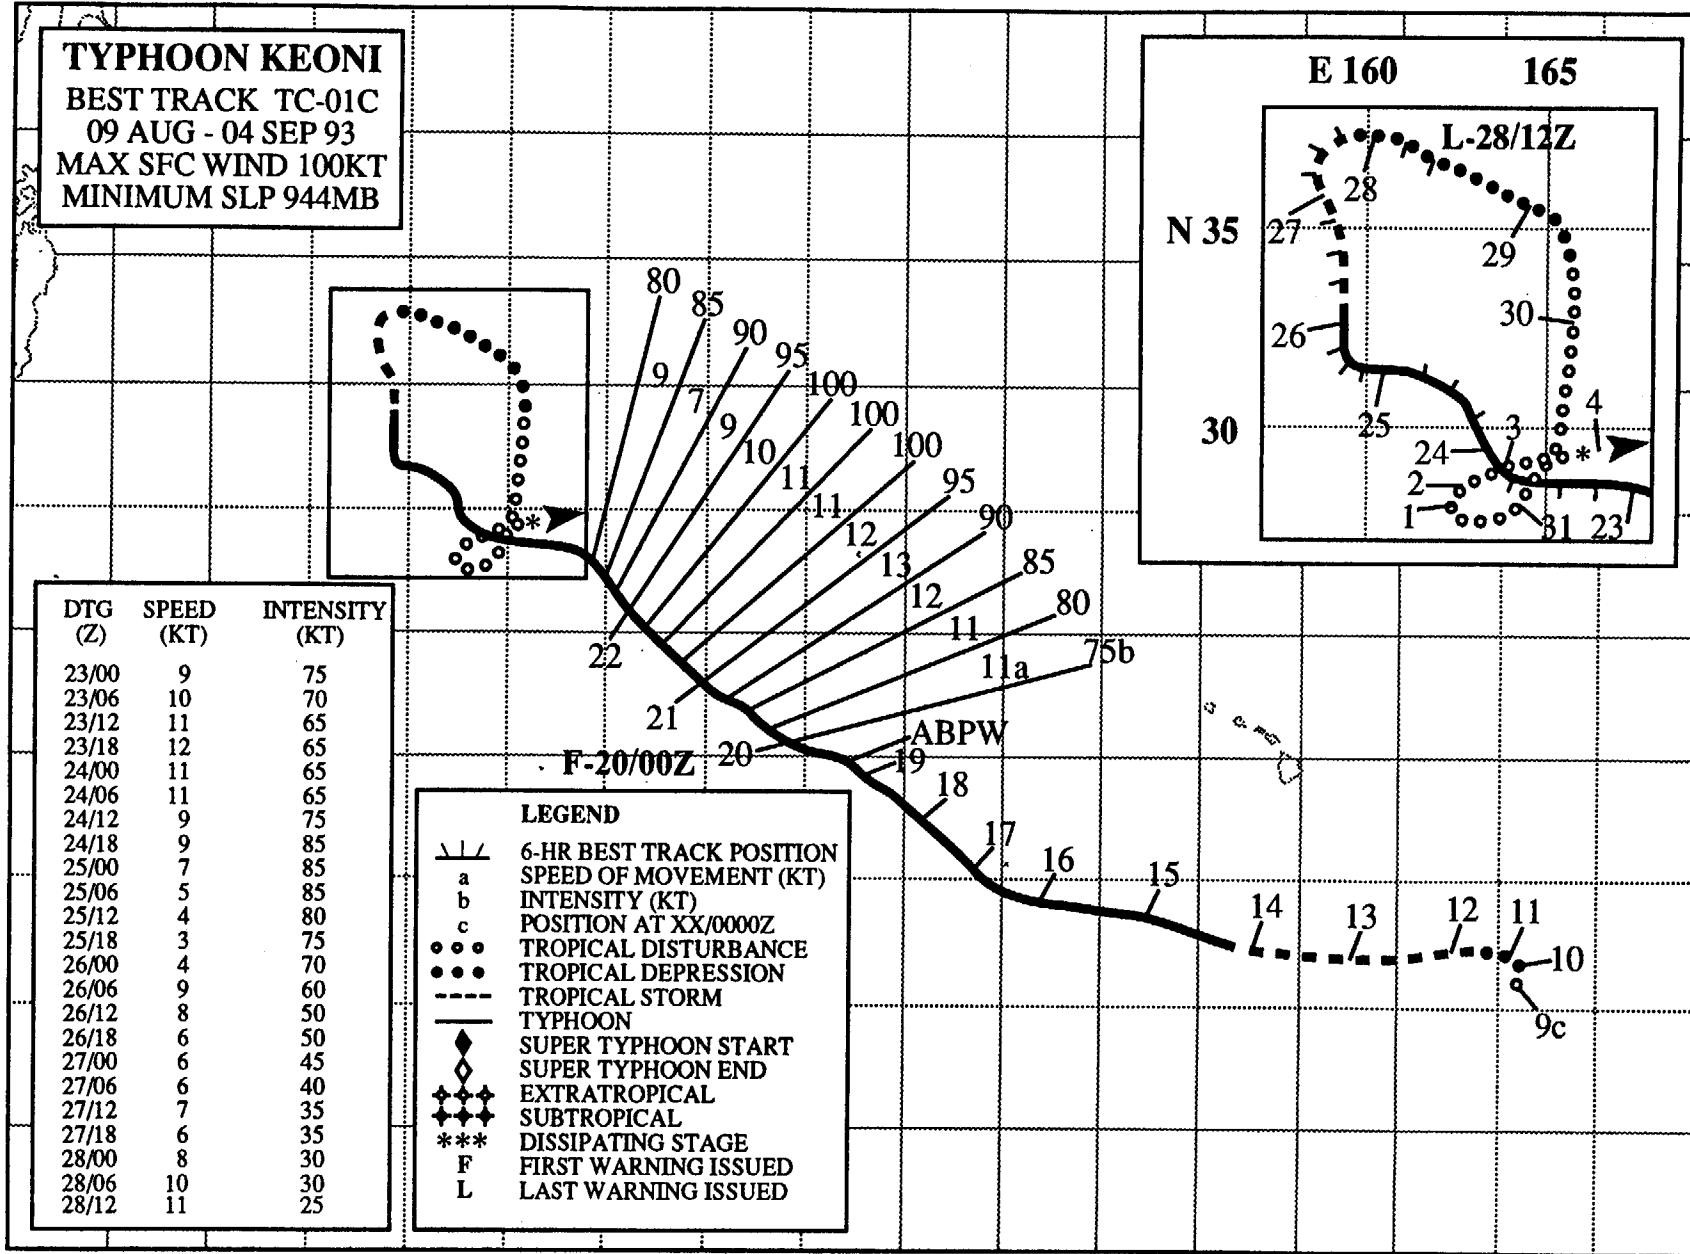 TYPHOON KEONI
BEST TRACK TC-01C
09 AUG - 04 SEP 93
MAX SFC WIND 100KT
MINIMUM SLP 944MB
E 160 165
L-28/12Z
28
27
N 35
29
30
26
25
30
24
3
4
2
1
*
31
23
80
85
90
95
100
100
100
95
90
85
80
75b
9
7
9
10
11
11
12
13
12
11
11a
*
22
21
20
F-20/00Z
ABPW
19
18
17
16
15
14
13
12
11
10
9c
DTG SPEED INTENSITY
(Z) (KT) (KT)
23/00 9 75
23/06 10 70
23/12 11 65
23/18 12 65
24/00 11 65
24/06 11 65
24/12 9 75
24/18 9 85
25/00 7 85
25/06 5 85
25/12 4 80
25/18 3 75
26/00 4 70
26/06 9 60
26/12 8 50
26/18 6 50
27/00 6 45
27/06 6 40
27/12 7 35
27/18 6 35
28/00 8 30
28/06 10 30
28/12 11 25
LEGEND
6-HR BEST TRACK POSITION
a SPEED OF MOVEMENT (KT)
b INTENSITY (KT)
c POSITION AT XX/0000Z
TROPICAL DISTURBANCE
TROPICAL DEPRESSION
TROPICAL STORM
TYPHOON
SUPER TYPHOON START
SUPER TYPHOON END
EXTRATROPICAL
SUBTROPICAL
*** DISSIPATING STAGE
F FIRST WARNING ISSUED
L LAST WARNING ISSUED